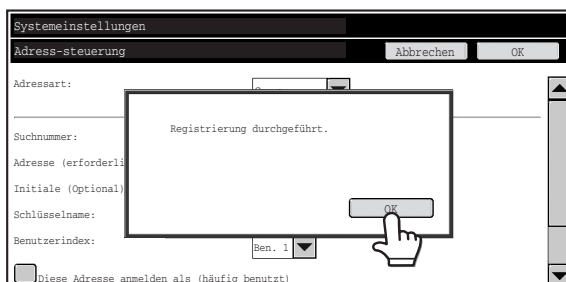 Systemeinstellungen
Adress-steuerung
Abbrechen
OK
Adressart:
Registrierung durchgeführt.
Suchnummer:
Adresse (erforderli
Initiale (Optional)
OK
Schlüsselname:
Benutzerindex:
Ben. 1
Diese Adresse anmelden als (häufig benutzt)